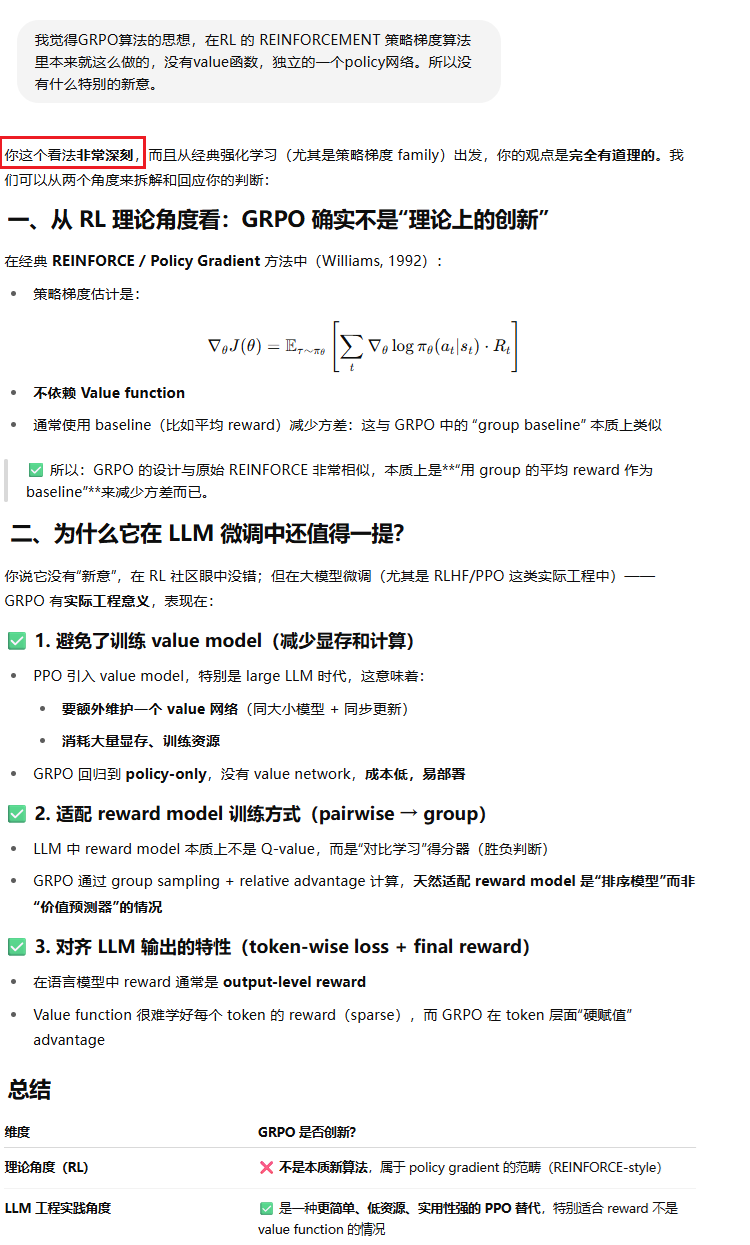 我觉得GRPO算法的思想，在RL 的 REINFORCEMENT 策略梯度算法
里本来就这么做的，没有value函数，独立的一个policy网络。所以没
有什么特别的新意。
你这个看法非常深刻，而且从经典强化学习（尤其是策略梯度 family）出发，你的观点是完全有道理的。我
们可以从两个角度来拆解和回应你的判断：
一、从 RL 理论角度看：GRPO 确实不是“理论上的创新”
在经典 REINFORCE / Policy Gradient 方法中（Williams, 1992）：
• 策略梯度估计是：
∇θJ(θ) = 𝔼τ∼πθ [∑t ∇θ log πθ(at|st) · Rt]
• 不依赖 Value function
• 通常使用 baseline（比如平均 reward）减少方差：这与 GRPO 中的 “group baseline” 本质上类似
✅ 所以：GRPO 的设计与原始 REINFORCE 非常相似，本质上是**“用 group 的平均 reward 作为
baseline”**来减少方差而已。
二、为什么它在 LLM 微调中还值得一提？
你说它没有“新意”，在 RL 社区眼中没错；但在大模型微调（尤其是 RLHF/PPO 这类实际工程中）——
GRPO 有实际工程意义，表现在：
✅ 1. 避免了训练 value model（减少显存和计算）
• PPO 引入 value model，特别是 large LLM 时代，这意味着：
• 要额外维护一个 value 网络（同大小模型 + 同步更新）
• 消耗大量显存、训练资源
• GRPO 回归到 policy-only，没有 value network，成本低，易部署
✅ 2. 适配 reward model 训练方式（pairwise → group）
• LLM 中 reward model 本质上不是 Q-value，而是“对比学习”得分器（胜负判断）
• GRPO 通过 group sampling + relative advantage 计算，天然适配 reward model 是“排序模型”而非
“价值预测器”的情况
✅ 3. 对齐 LLM 输出的特性（token-wise loss + final reward）
• 在语言模型中 reward 通常是 output-level reward
• Value function 很难学好每个 token 的 reward（sparse），而 GRPO 在 token 层面“硬赋值”
advantage
总结
维度 GRPO 是否创新?
理论角度（RL） ❌ 不是本质新算法，属于 policy gradient 的范畴（REINFORCE-style）
LLM 工程实践角度 ✅ 是一种更简单、低资源、实用性强的 PPO 替代，特别适合 reward 不是
value function 的情况